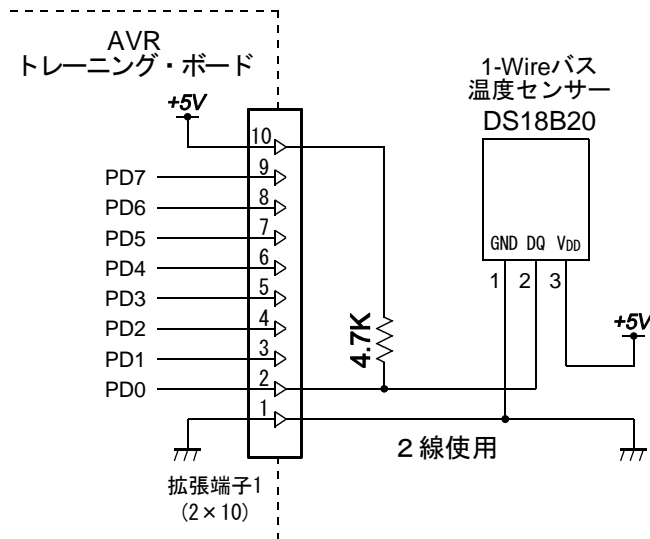 AVR
トレーニング・ボード
+5V
10
9
8
7
6
5
4
3
2
1
PD7
PD6
PD5
PD4
PD3
PD2
PD1
PD0
拡張端子1
(2×10)
4.7K
2線使用
1-Wireバス
温度センサー
DS18B20
GND DQ VDD
1 2 3
+5V